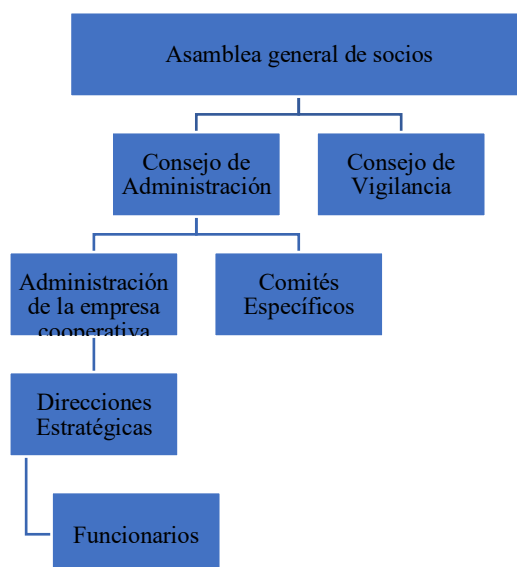 Asamblea general de socios
Consejo de
Administración
Consejo de
Vigilancia
Administración
de la empresa
cooperativa
Comités
Específicos
Direcciones
Estratégicas
Funcionarios